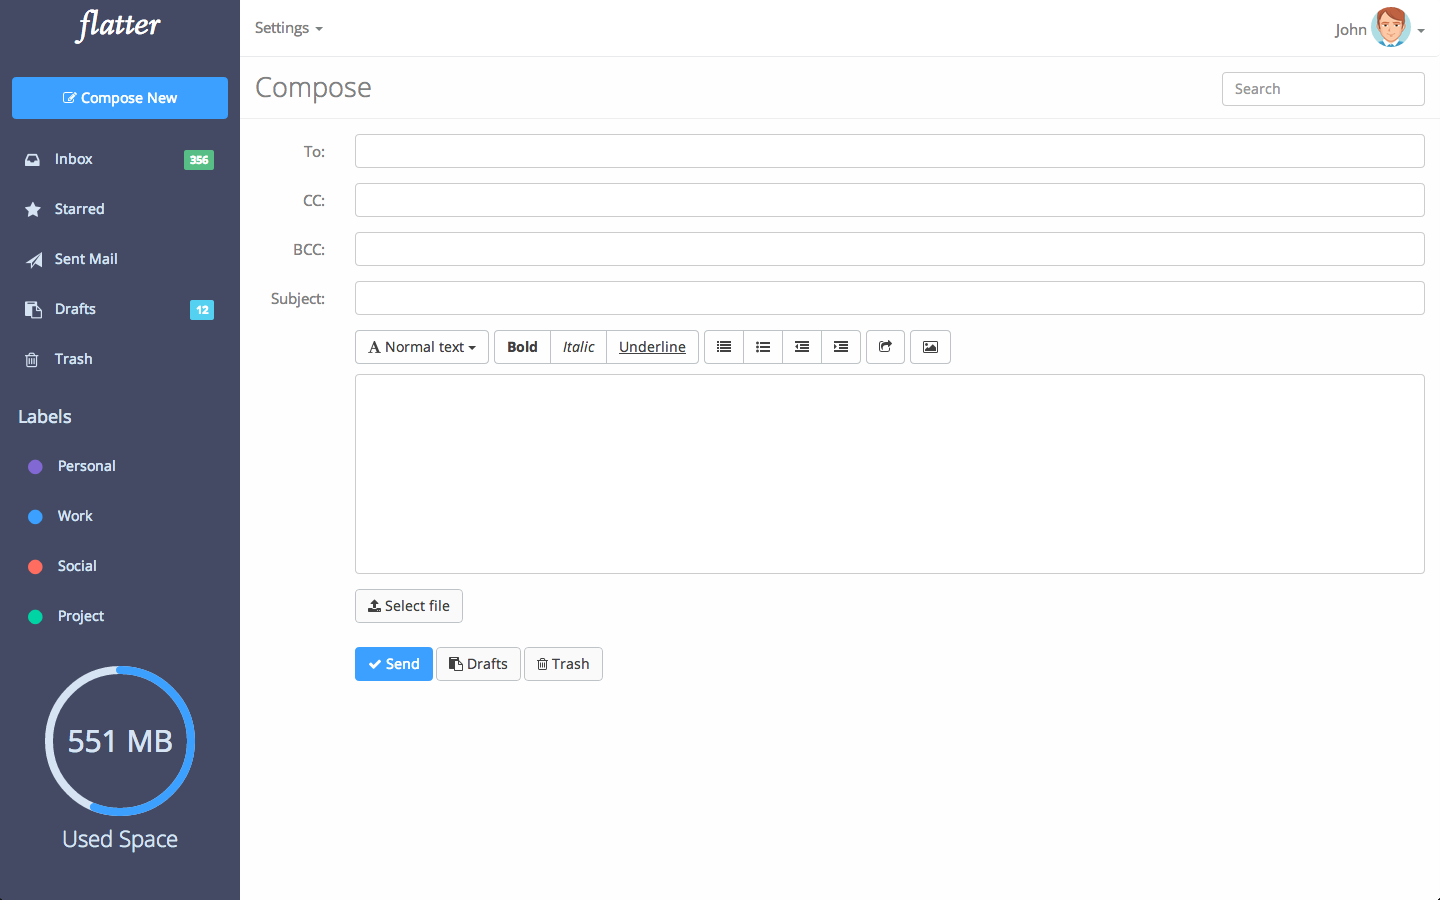 flatter
Settings
John
Compose New
Compose
Search
Inbox 356
Starred
Sent Mail
Drafts 12
Trash
Labels
Personal
Work
Social
Project
551 MB
Used Space
To:
CC:
BCC:
Subject:
A Normal text Bold Italic Underline
Select file
Send Drafts Trash